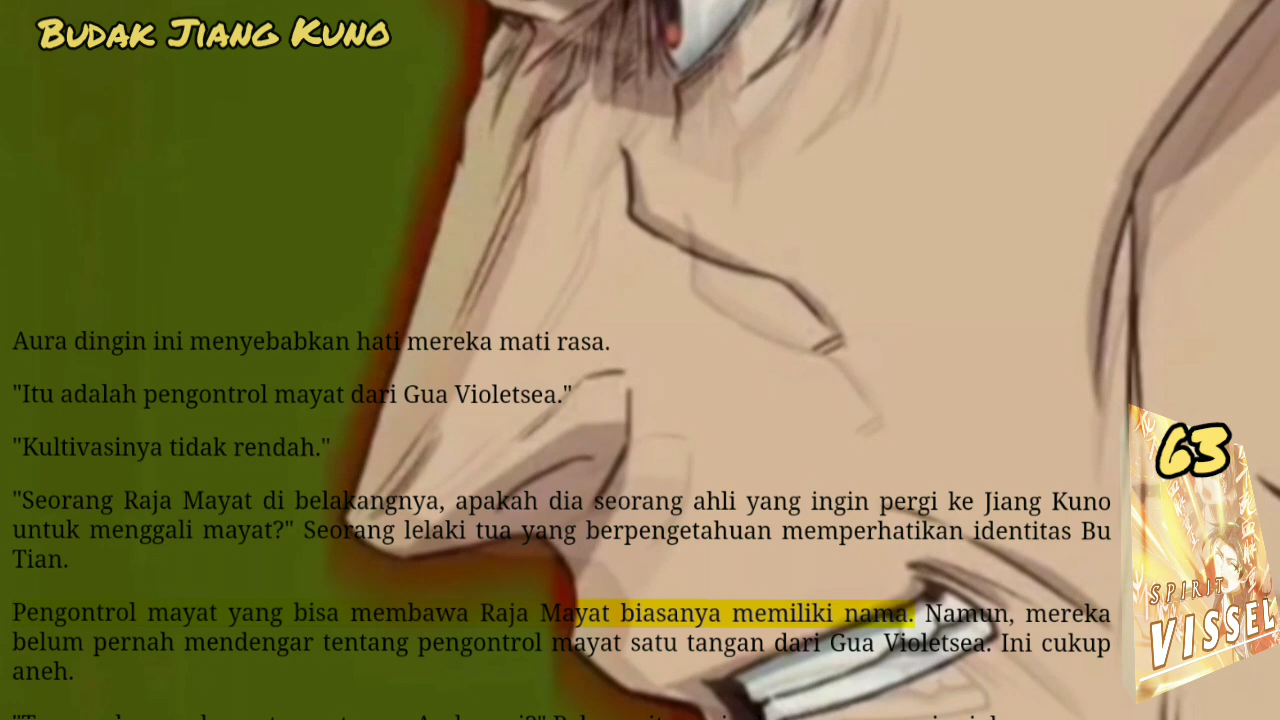 Budak Jiang Kuno
Aura dingin ini menyebabkan hati mereka mati rasa.
"Itu adalah pengontrol mayat dari Gua Violetsea."
"Kultivasinya tidak rendah."
"Seorang Raja Mayat di belakangnya, apakah dia seorang ahli yang ingin pergi ke Jiang Kuno
untuk menggali mayat?" Seorang lelaki tua yang berpengetahuan memperhatikan identitas Bu
Tian.
Pengontrol mayat yang bisa membawa Raja Mayat biasanya memiliki nama. Namun, mereka
belum pernah mendengar tentang pengontrol mayat satu tangan dari Gua Violetsea. Ini cukup
aneh.
63
SPIRIT
VISSEL